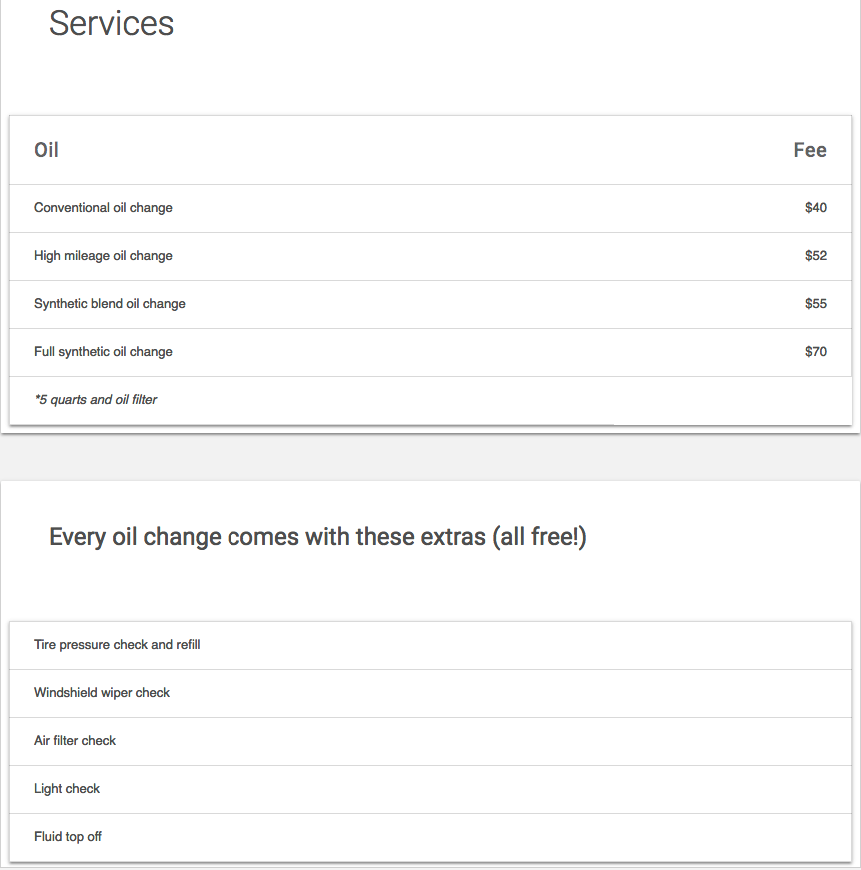 Services
Oil Fee
Conventional oil change $40
High mileage oil change $52
Synthetic blend oil change $55
Full synthetic oil change $70
*5 quarts and oil filter
Every oil change comes with these extras (all free!)
Tire pressure check and refill
Windshield wiper check
Air filter check
Light check
Fluid top off